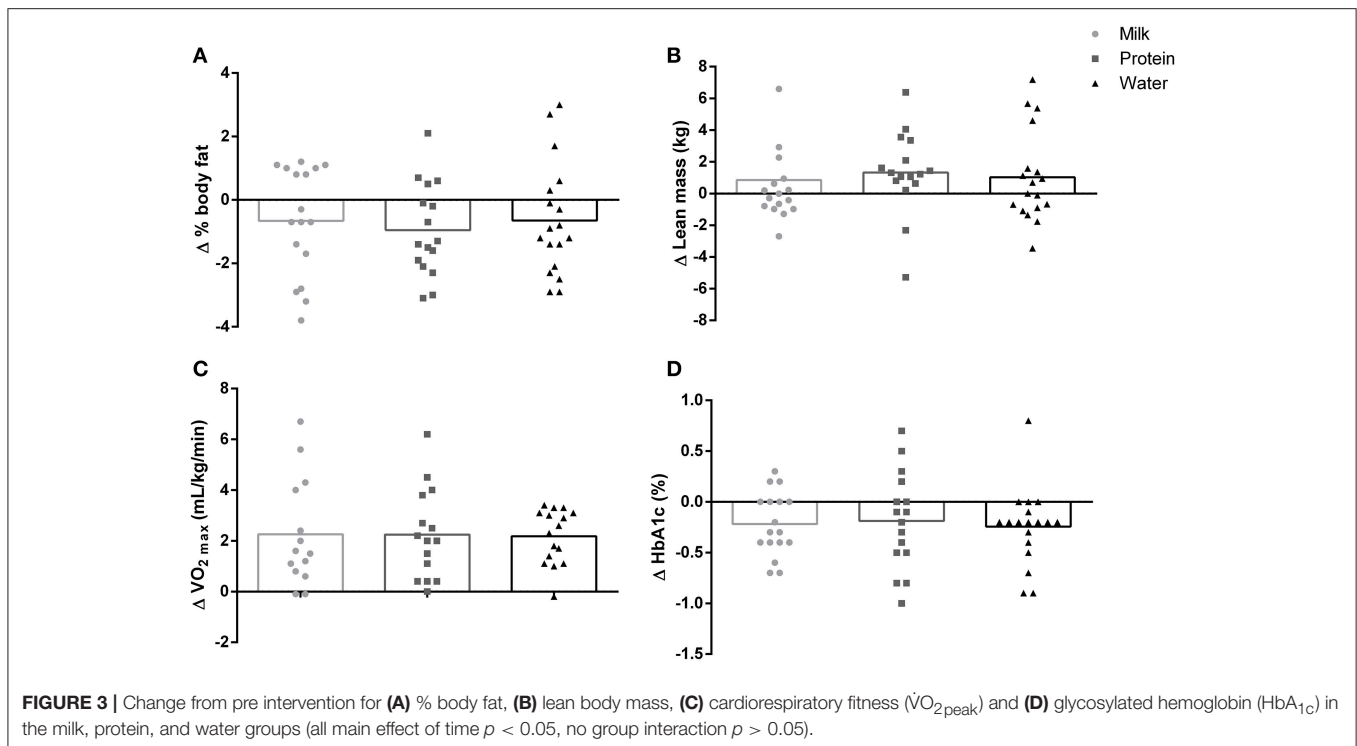 A
4
2
0
-2
-4
Δ % body fat
B
8
6
4
2
0
-2
-4
-6
-8
Δ Lean mass (kg)
Milk
Protein
Water
C
8
6
4
2
0
-2
Δ VO2 max (mL/kg/min)
D
1.0
0.5
0.0
-0.5
-1.0
-1.5
Δ HbA1c (%)
FIGURE 3 | Change from pre intervention for (A) % body fat, (B) lean body mass, (C) cardiorespiratory fitness (V̇O2peak) and (D) glycosylated hemoglobin (HbA1c) in
the milk, protein, and water groups (all main effect of time p < 0.05, no group interaction p > 0.05).